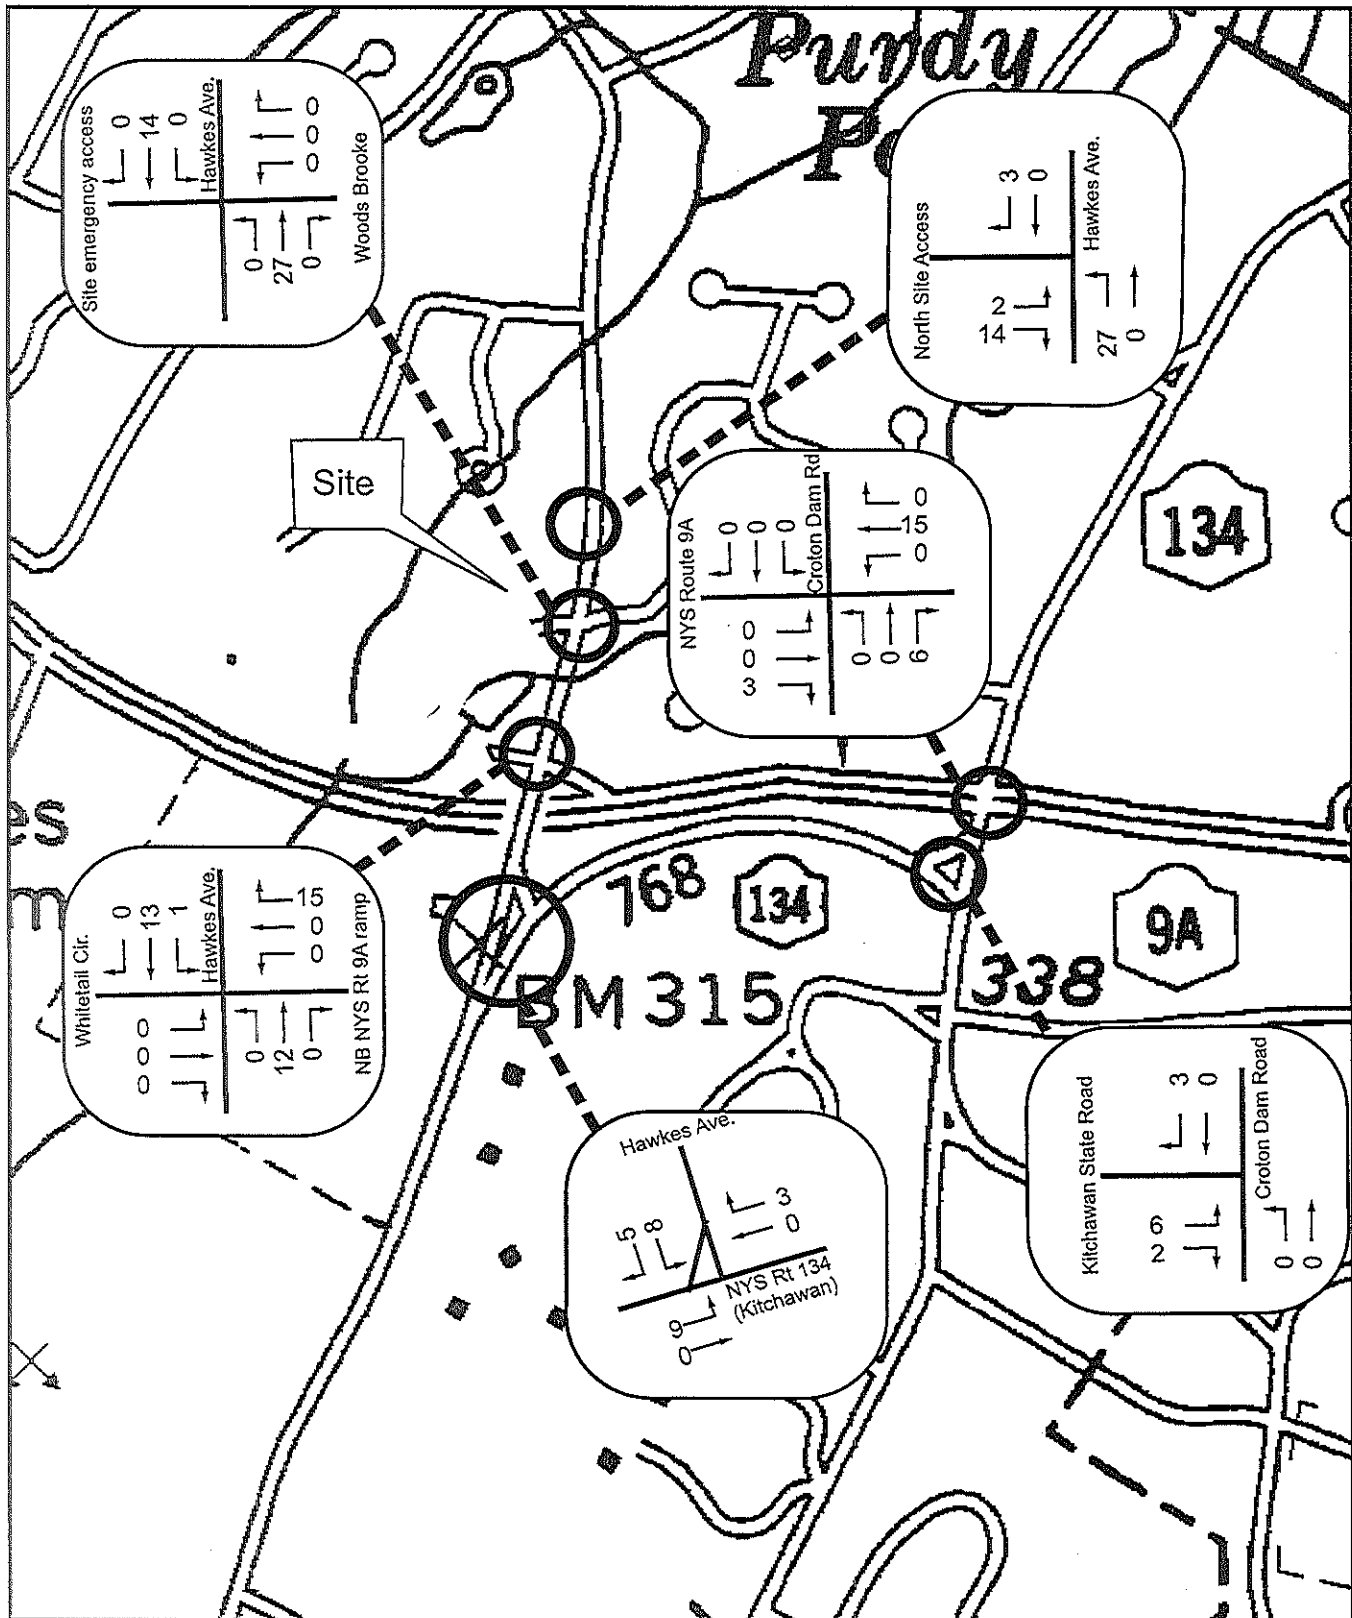 Purdy
Po
Site emergency access
0
14
0
Hawkes Ave.
0
27
0
0
0
0
Woods Brooke
North Site Access
3
0
2
14
Hawkes Ave.
27
0
Site
NYS Route 9A
0
0
0
Croton Dam Rd
0
0
3
0
0
6
0
15
0
134
es
m
Whitetail Cir.
0
13
1
Hawkes Ave.
0
0
0
0
12
0
15
0
0
NB NYS Rt 9A ramp
768
134
BM 315
338
9A
Hawkes Ave.
5
8
3
0
9
0
NYS Rt 134
(Kitchawan)
Kitchawan State Road
3
0
6
2
Croton Dam Road
0
0